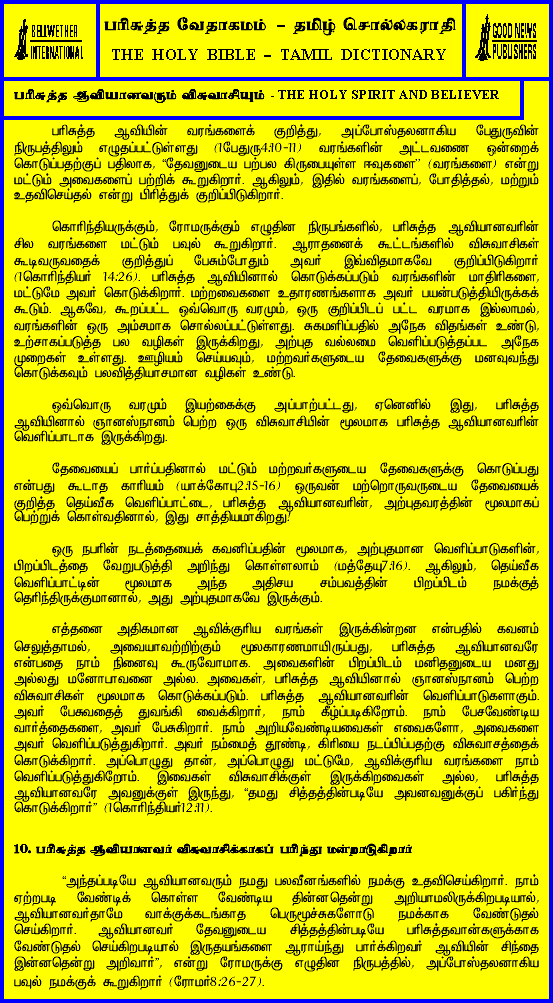 BELLWETHER
INTERNATIONAL
பரிசுத்த வேதாகமம் – தமிழ் சொல்லகராதி
THE HOLY BIBLE – TAMIL DICTIONARY
GOOD NEWS
PUBLISHERS
பரிசுத்த ஆவியானவரும் விசுவாசியும் - THE HOLY SPIRIT AND BELIEVER
பரிசுத்த ஆவியின் வரங்களைக் குறித்து, அப்போஸ்தலனாகிய பேதுருவின்
நிருபத்திலும் எழுதப்பட்டுள்ளது (1பேதுரு4:10-11) வரங்களின் அட்டவணை ஒன்றைக்
கொடுப்பதற்குப் பதிலாக, “தேவனுடைய பற்பல கிருபையுள்ள ஈவுகளை” (வரங்களை) என்று
மட்டும் அவைகளைப் பற்றிக் கூறுகிறார். ஆகிலும், இதில் வரங்களைப், போதித்தல், மற்றும்
உதவிசெய்தல் என்று பிரித்துக் குறிப்பிடுகிறார்.
கொரிந்தியருக்கும், ரோமருக்கும் எழுதின நிருபங்களில், பரிசுத்த ஆவியானவரின்
சில வரங்களை மட்டும் பவுல் கூறுகிறார். ஆராதனைக் கூட்டங்களில் விசுவாசிகள்
கூடிவருவதைக் குறித்துப் பேசும்போதும் அவர் இவ்விதமாகவே குறிப்பிடுகிறார்
(1கொரிந்தியர் 14:26). பரிசுத்த ஆவியினால் கொடுக்கப்படும் வரங்களின் மாதிரிகளை,
மட்டுமே அவர் கொடுக்கிறார். மற்றவைகளை உதாரணங்களாக அவர் பயன்படுத்தியிருக்கக்
கூடும். ஆகவே, கூறப்பட்ட ஒவ்வொரு வரமும், ஒரு குறிப்பிடப் பட்ட வரமாக இல்லாமல்,
வரங்களின் ஒரு அம்சமாக சொல்லப்பட்டுள்ளது. சுகமளிப்பதில் அநேக விதங்கள் உண்டு,
உற்சாகப்படுத்த பல வழிகள் இருக்கிறது, அற்புத வல்லமை வெளிப்படுத்தப்பட அநேக
முறைகள் உள்ளது. ஊழியம் செய்யவும், மற்றவர்களுடைய தேவைகளுக்கு மனவுவந்து
கொடுக்கவும் பலவித்தியாசமான வழிகள் உண்டு.
ஒவ்வொரு வரமும் இயற்கைக்கு அப்பாற்பட்டது, ஏனெனில் இது, பரிசுத்த
ஆவியினால் ஞானஸ்நானம் பெற்ற ஒரு விசுவாசியின் மூலமாக பரிசுத்த ஆவியானவரின்
வெளிப்பாடாக இருக்கிறது.
தேவையைப் பார்ப்பதினால் மட்டும் மற்றவர்களுடைய தேவைகளுக்கு கொடுப்பது
என்பது கூடாத காரியம் (யாக்கோபு2:15-16) ஒருவன் மற்றொருவருடைய தேவையைக்
குறித்த தெய்வீக வெளிப்பாட்டை, பரிசுத்த ஆவியானவரின், அற்புதவரத்தின் மூலமாகப்
பெற்றுக் கொள்வதினால், இது சாத்தியமாகிறது!
ஒரு நபரின் நடத்தையைக் கவனிப்பதின் மூலமாக, அற்புதமான வெளிப்பாடுகளின்,
பிறப்பிடத்தை வேறுபடுத்தி அறிந்து கொள்ளலாம் (மத்தேயு7:16). ஆகிலும், தெய்வீக
வெளிப்பாட்டின் மூலமாக அந்த அதிசய சம்பவத்தின் பிறப்பிடம் நமக்குத்
தெரிந்திருக்குமானால், அது அற்புதமாகவே இருக்கும்.
எத்தனை அதிகமான ஆவிக்குரிய வரங்கள் இருக்கின்றன என்பதில் கவனம்
செலுத்தாமல், அவையாவற்றிற்கும் மூலகாரணமாயிருப்பது, பரிசுத்த ஆவியானவரே
என்பதை நாம் நினைவு கூருவோமாக. அவைகளின் பிறப்பிடம் மனிதனுடைய மனது
அல்லது மனோபாவனை அல்ல. அவைகள், பரிசுத்த ஆவியினால் ஞானஸ்நானம் பெற்ற
விசுவாசிகள் மூலமாக கொடுக்கப்படும். பரிசுத்த ஆவியானவரின் வெளிப்பாடுகளாகும்.
அவர் பேசுவதைத் துவங்கி வைக்கிறார், நாம் கீழ்ப்படிகிறோம். நாம் பேசவேண்டிய
வார்த்தைகளை, அவர் பேசுகிறார். நாம் அறியவேண்டியவைகள் எவைகளோ, அவைகளை
அவர் வெளிப்படுத்துகிறார். அவர் நம்மைத் தூண்டி, கிரியை நடப்பிப்பதற்கு விசுவாசத்தைக்
கொடுக்கிறார். அப்பொழுது தான், அப்பொழுது மட்டுமே, ஆவிக்குரிய வரங்களை நாம்
வெளிப்படுத்துகிறோம். இவைகள் விசுவாசிக்குள் இருக்கிறவைகள் அல்ல, பரிசுத்த
ஆவியானவரே அவனுக்குள் இருந்து, “தமது சித்தத்தின்படியே அவனவனுக்குப் பகிர்ந்து
கொடுக்கிறார்” (1கொரிந்தியர்12:11).
10. பரிசுத்த ஆவியானவர் விசுவாசிக்காகப் பரிந்து மன்றாடுகிறார்
“அந்தப்படியே ஆவியானவரும் நமது பலவீனங்களில் நமக்கு உதவிசெய்கிறார். நாம்
ஏற்றபடி வேண்டிக் கொள்ள வேண்டிய தின்னதென்று அறியாமலிருக்கிறபடியால்,
ஆவியானவர்தாமே வாக்குக்கடங்காத பெருமூச்சுகளோடு நமக்காக வேண்டுதல்
செய்கிறார். ஆவியானவர் தேவனுடைய சித்தத்தின்படியே பரிசுத்தவான்களுக்காக
வேண்டுதல் செய்கிறபடியால் இருதயங்களை ஆராய்ந்து பார்க்கிறவர் ஆவியின் சிந்தை
இன்னதென்று அறிவார்”, என்று ரோமருக்கு எழுதின நிருபத்தில், அப்போஸ்தலனாகிய
பவுல் நமக்குக் கூறுகிறார் (ரோமர்8:26-27).